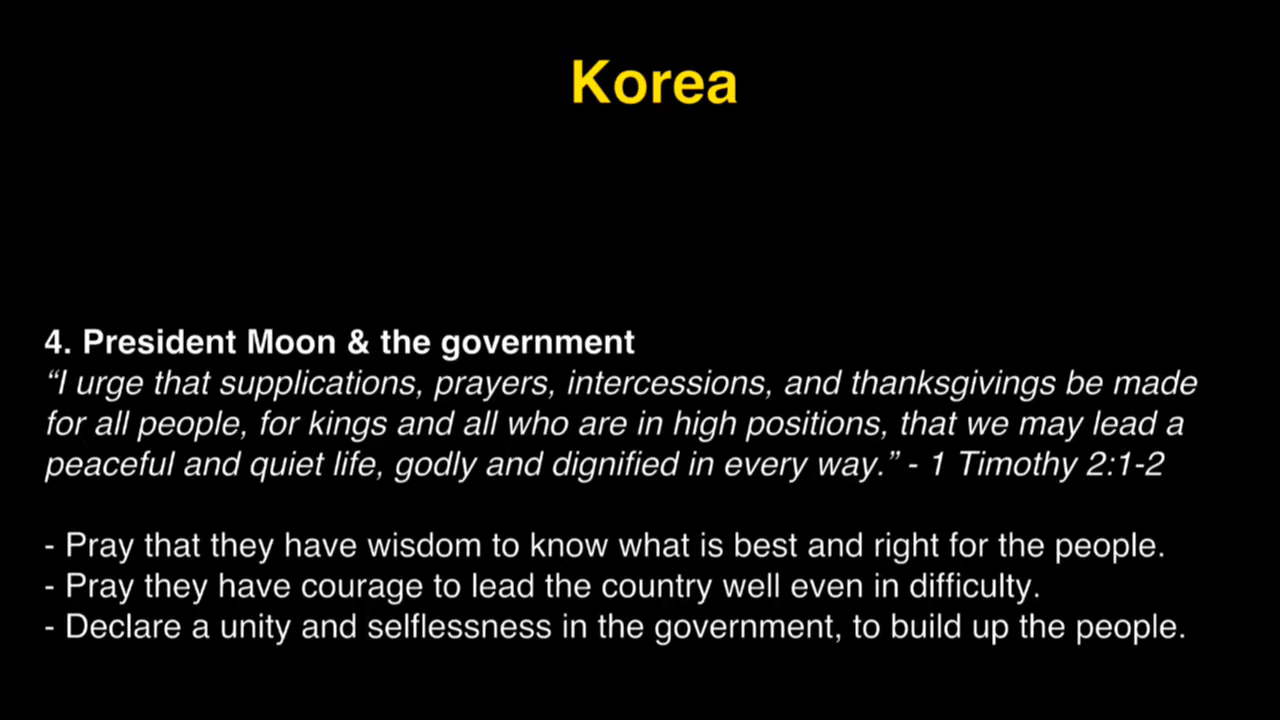 Korea
4. President Moon & the government
“I urge that supplications, prayers, intercessions, and thanksgivings be made
for all people, for kings and all who are in high positions, that we may lead a
peaceful and quiet life, godly and dignified in every way.” - 1 Timothy 2:1-2
- Pray that they have wisdom to know what is best and right for the people.
- Pray they have courage to lead the country well even in difficulty.
- Declare a unity and selflessness in the government, to build up the people.